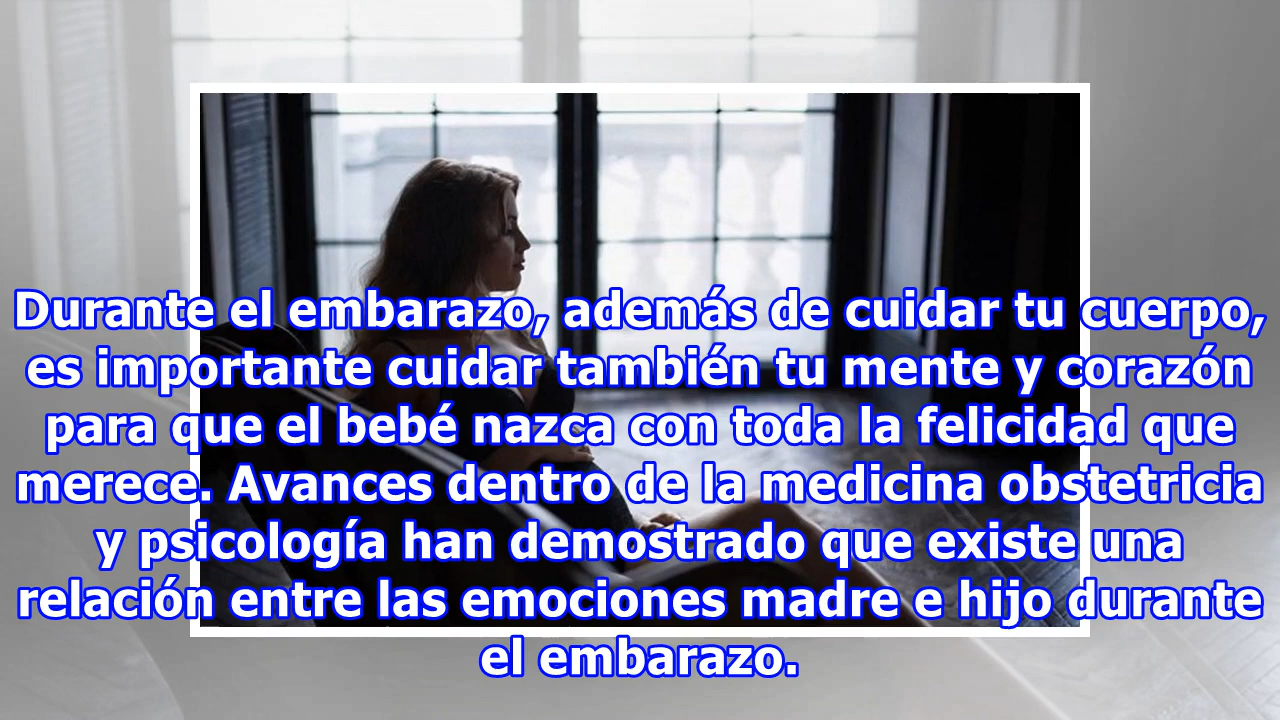 Durante el embarazo, además de cuidar tu cuerpo,
es importante cuidar también tu mente y corazón
para que el bebé nazca con toda la felicidad que
merece. Avances dentro de la medicina obstetricia
y psicología han demostrado que existe una
relación entre las emociones madre e hijo durante
el embarazo.